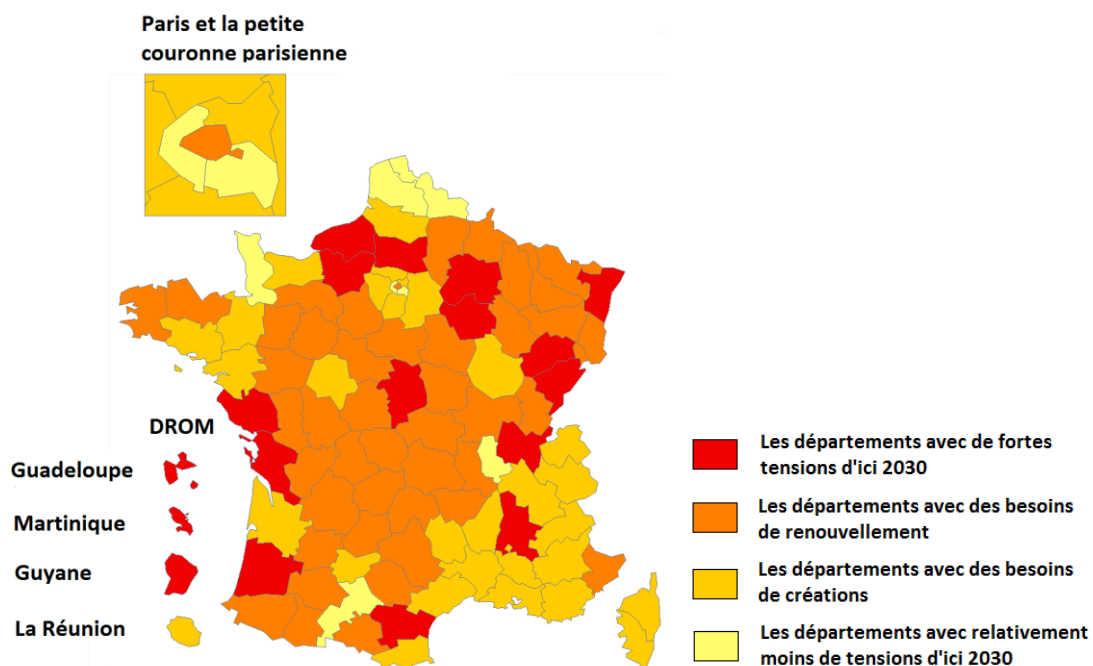 Paris et la petite
couronne parisienne
DROM
Guadeloupe
Martinique
Guyane
La Réunion
Les départements avec de fortes
tensions d'ici 2030
Les départements avec des besoins
de renouvellement
Les départements avec des besoins
de créations
Les départements avec relativement
moins de tensions d'ici 2030